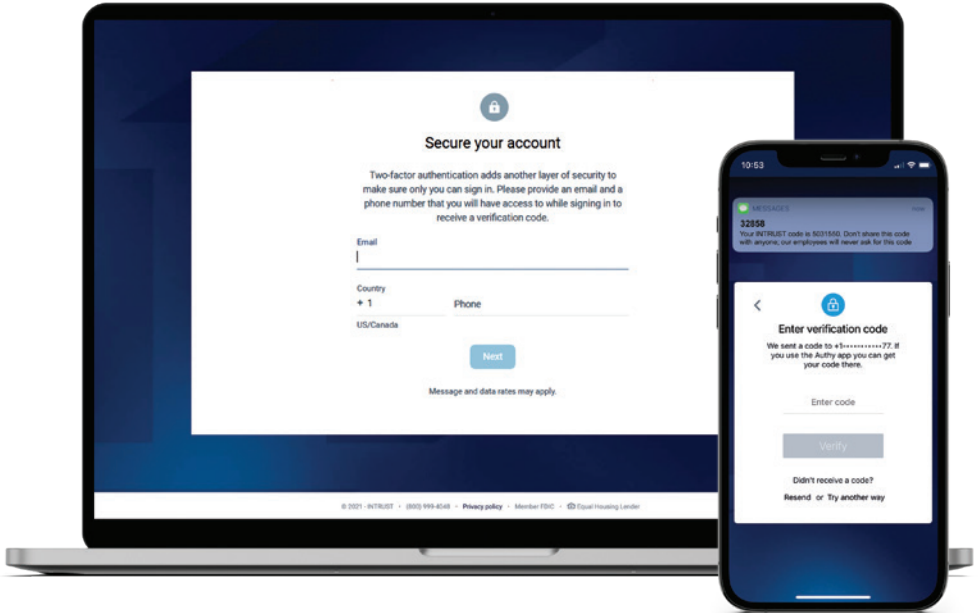 Secure your account
Two-factor authentication adds another layer of security to
make sure only you can sign in. Please provide an email and a
phone number that you will have access to while signing in to
receive a verification code.
Email
Country
+ 1
Phone
US/Canada
Next
Message and data rates may apply.
© 2021 - INTRUST • (800) 999-4048 • Privacy policy • Member FDIC • Equal Housing Lender
10:53
MESSAGES
now
32858
Your INTRUST code is 5031550. Don't share this code
with anyone; our employees will never ask for this code
Enter verification code
We sent a code to +1••••••••••77. If
you use the Authy app you can get
your code there.
Enter code
Verify
Didn't receive a code?
Resend or Try another way